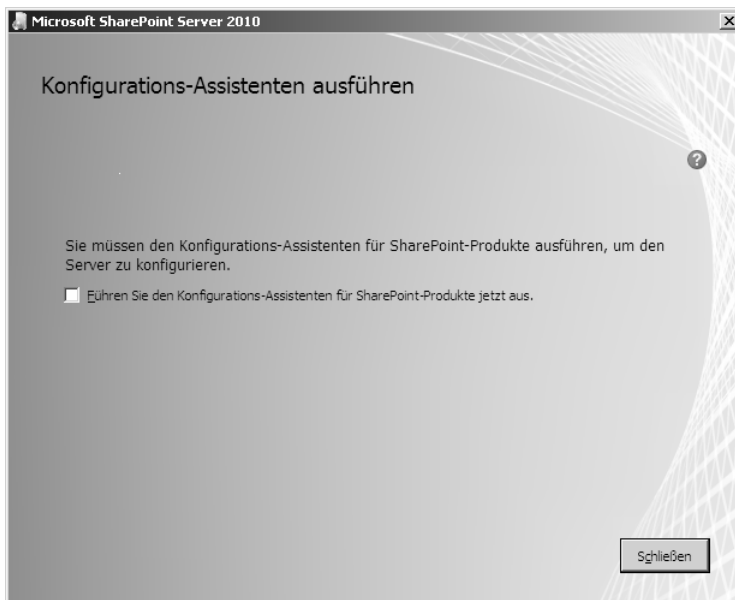 Microsoft SharePoint Server 2010
Konfigurations-Assistenten ausführen
?
Sie müssen den Konfigurations-Assistenten für SharePoint-Produkte ausführen, um den
Server zu konfigurieren.
Führen Sie den Konfigurations-Assistenten für SharePoint-Produkte jetzt aus.
Schließen